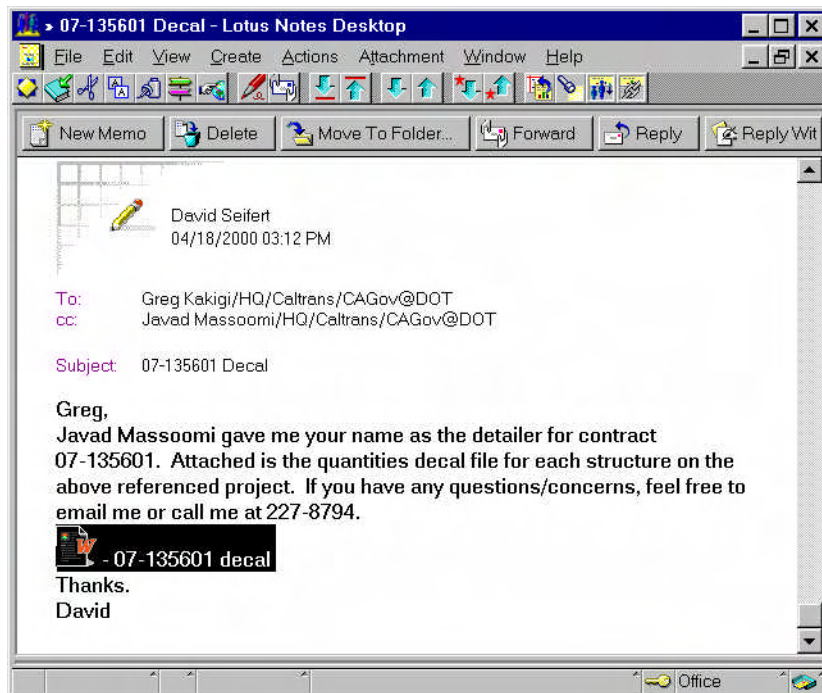 » 07-135601 Decal - Lotus Notes Desktop
File Edit View Create Actions Attachment Window Help
New Memo Delete Move To Folder... Forward Reply Reply Wit
David Seifert
04/18/2000 03:12 PM
To: Greg Kakigi/HQ/Caltrans/CAGov@DOT
cc: Javad Massoomi/HQ/Caltrans/CAGov@DOT
Subject: 07-135601 Decal
Greg,
Javad Massoomi gave me your name as the detailer for contract
07-135601. Attached is the quantities decal file for each structure on the
above referenced project. If you have any questions/concerns, feel free to
email me or call me at 227-8794.
- 07-135601 decal
Thanks.
David
Office